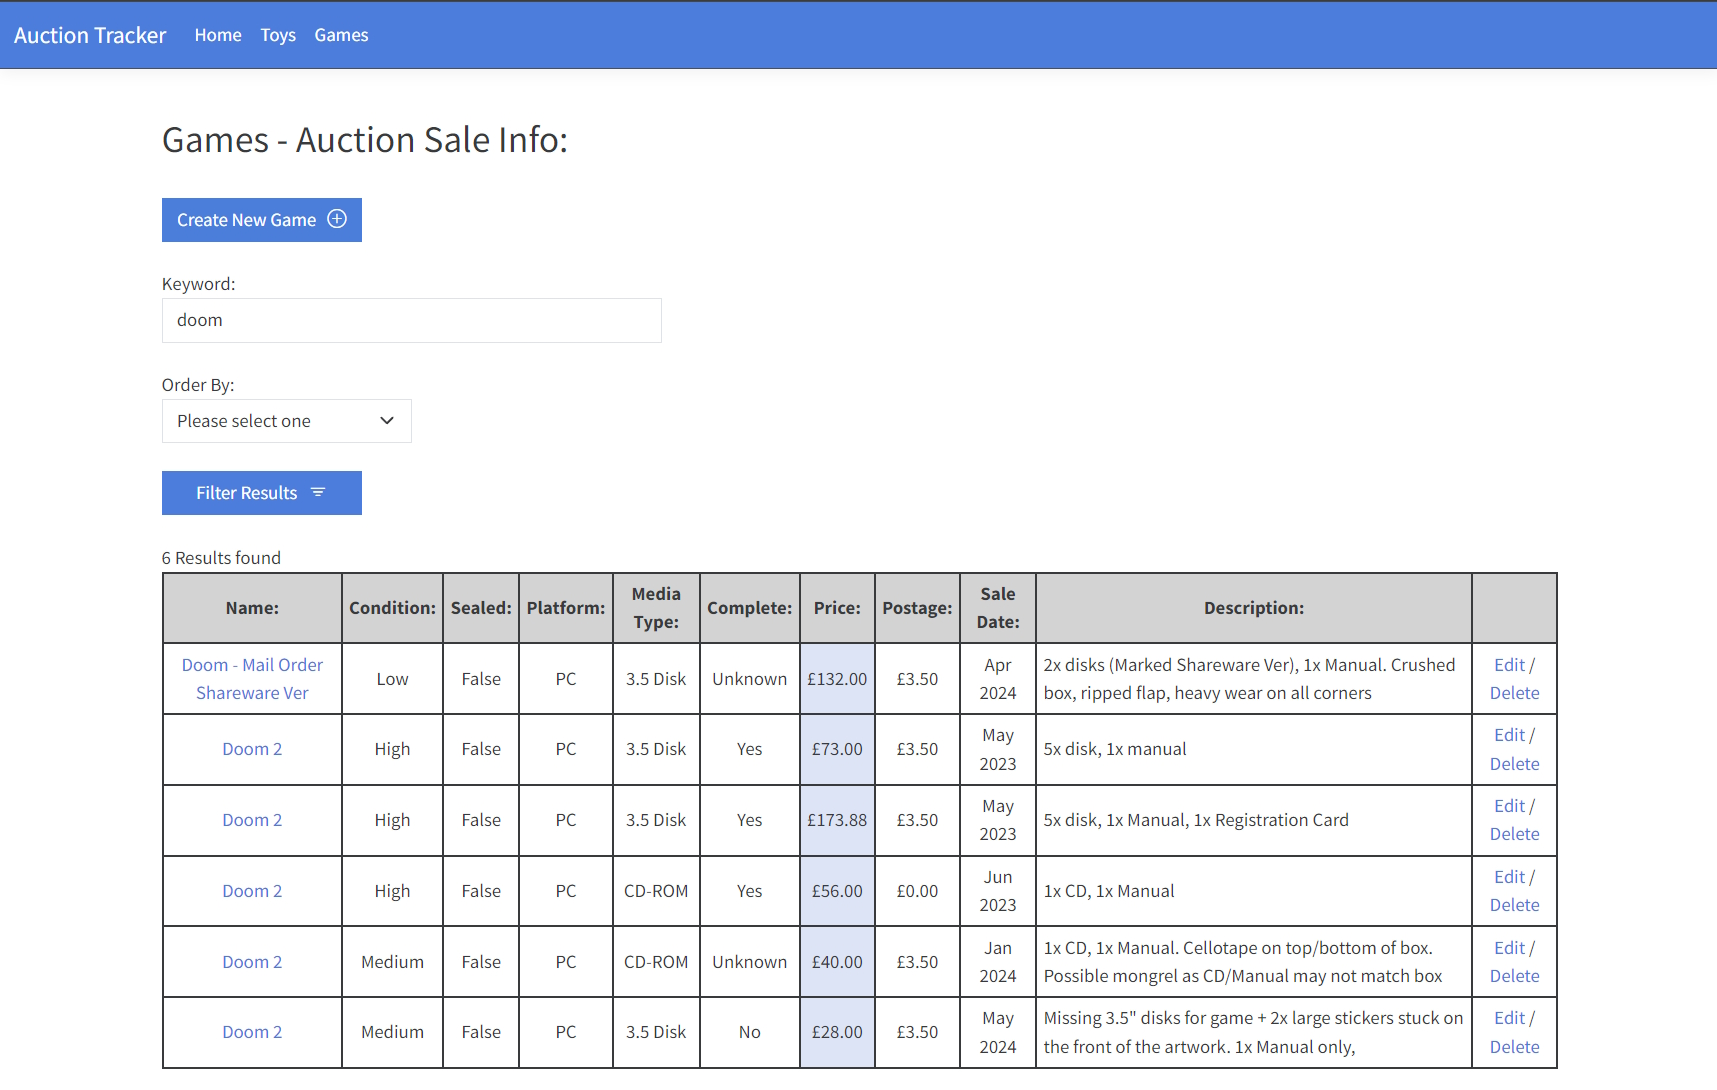 Auction Tracker Home Toys Games
Games - Auction Sale Info:
Create New Game
Keyword:
doom
Order By:
Please select one
Filter Results
6 Results found
Name: Condition: Sealed: Platform: Media Type: Complete: Price: Postage: Sale Date: Description:
Doom - Mail Order Shareware Ver Low False PC 3.5 Disk Unknown £132.00 £3.50 Apr 2024 2x disks (Marked Shareware Ver), 1x Manual. Crushed box, ripped flap, heavy wear on all corners Edit / Delete
Doom 2 High False PC 3.5 Disk Yes £73.00 £3.50 May 2023 5x disk, 1x manual Edit / Delete
Doom 2 High False PC 3.5 Disk Yes £173.88 £3.50 May 2023 5x disk, 1x Manual, 1x Registration Card Edit / Delete
Doom 2 High False PC CD-ROM Yes £56.00 £0.00 Jun 2023 1x CD, 1x Manual Edit / Delete
Doom 2 Medium False PC CD-ROM Unknown £40.00 £3.50 Jan 2024 1x CD, 1x Manual. Cellotape on top/bottom of box. Possible mongrel as CD/Manual may not match box Edit / Delete
Doom 2 Medium False PC 3.5 Disk No £28.00 £3.50 May 2024 Missing 3.5" disks for game + 2x large stickers stuck on the front of the artwork. 1x Manual only, Edit / Delete